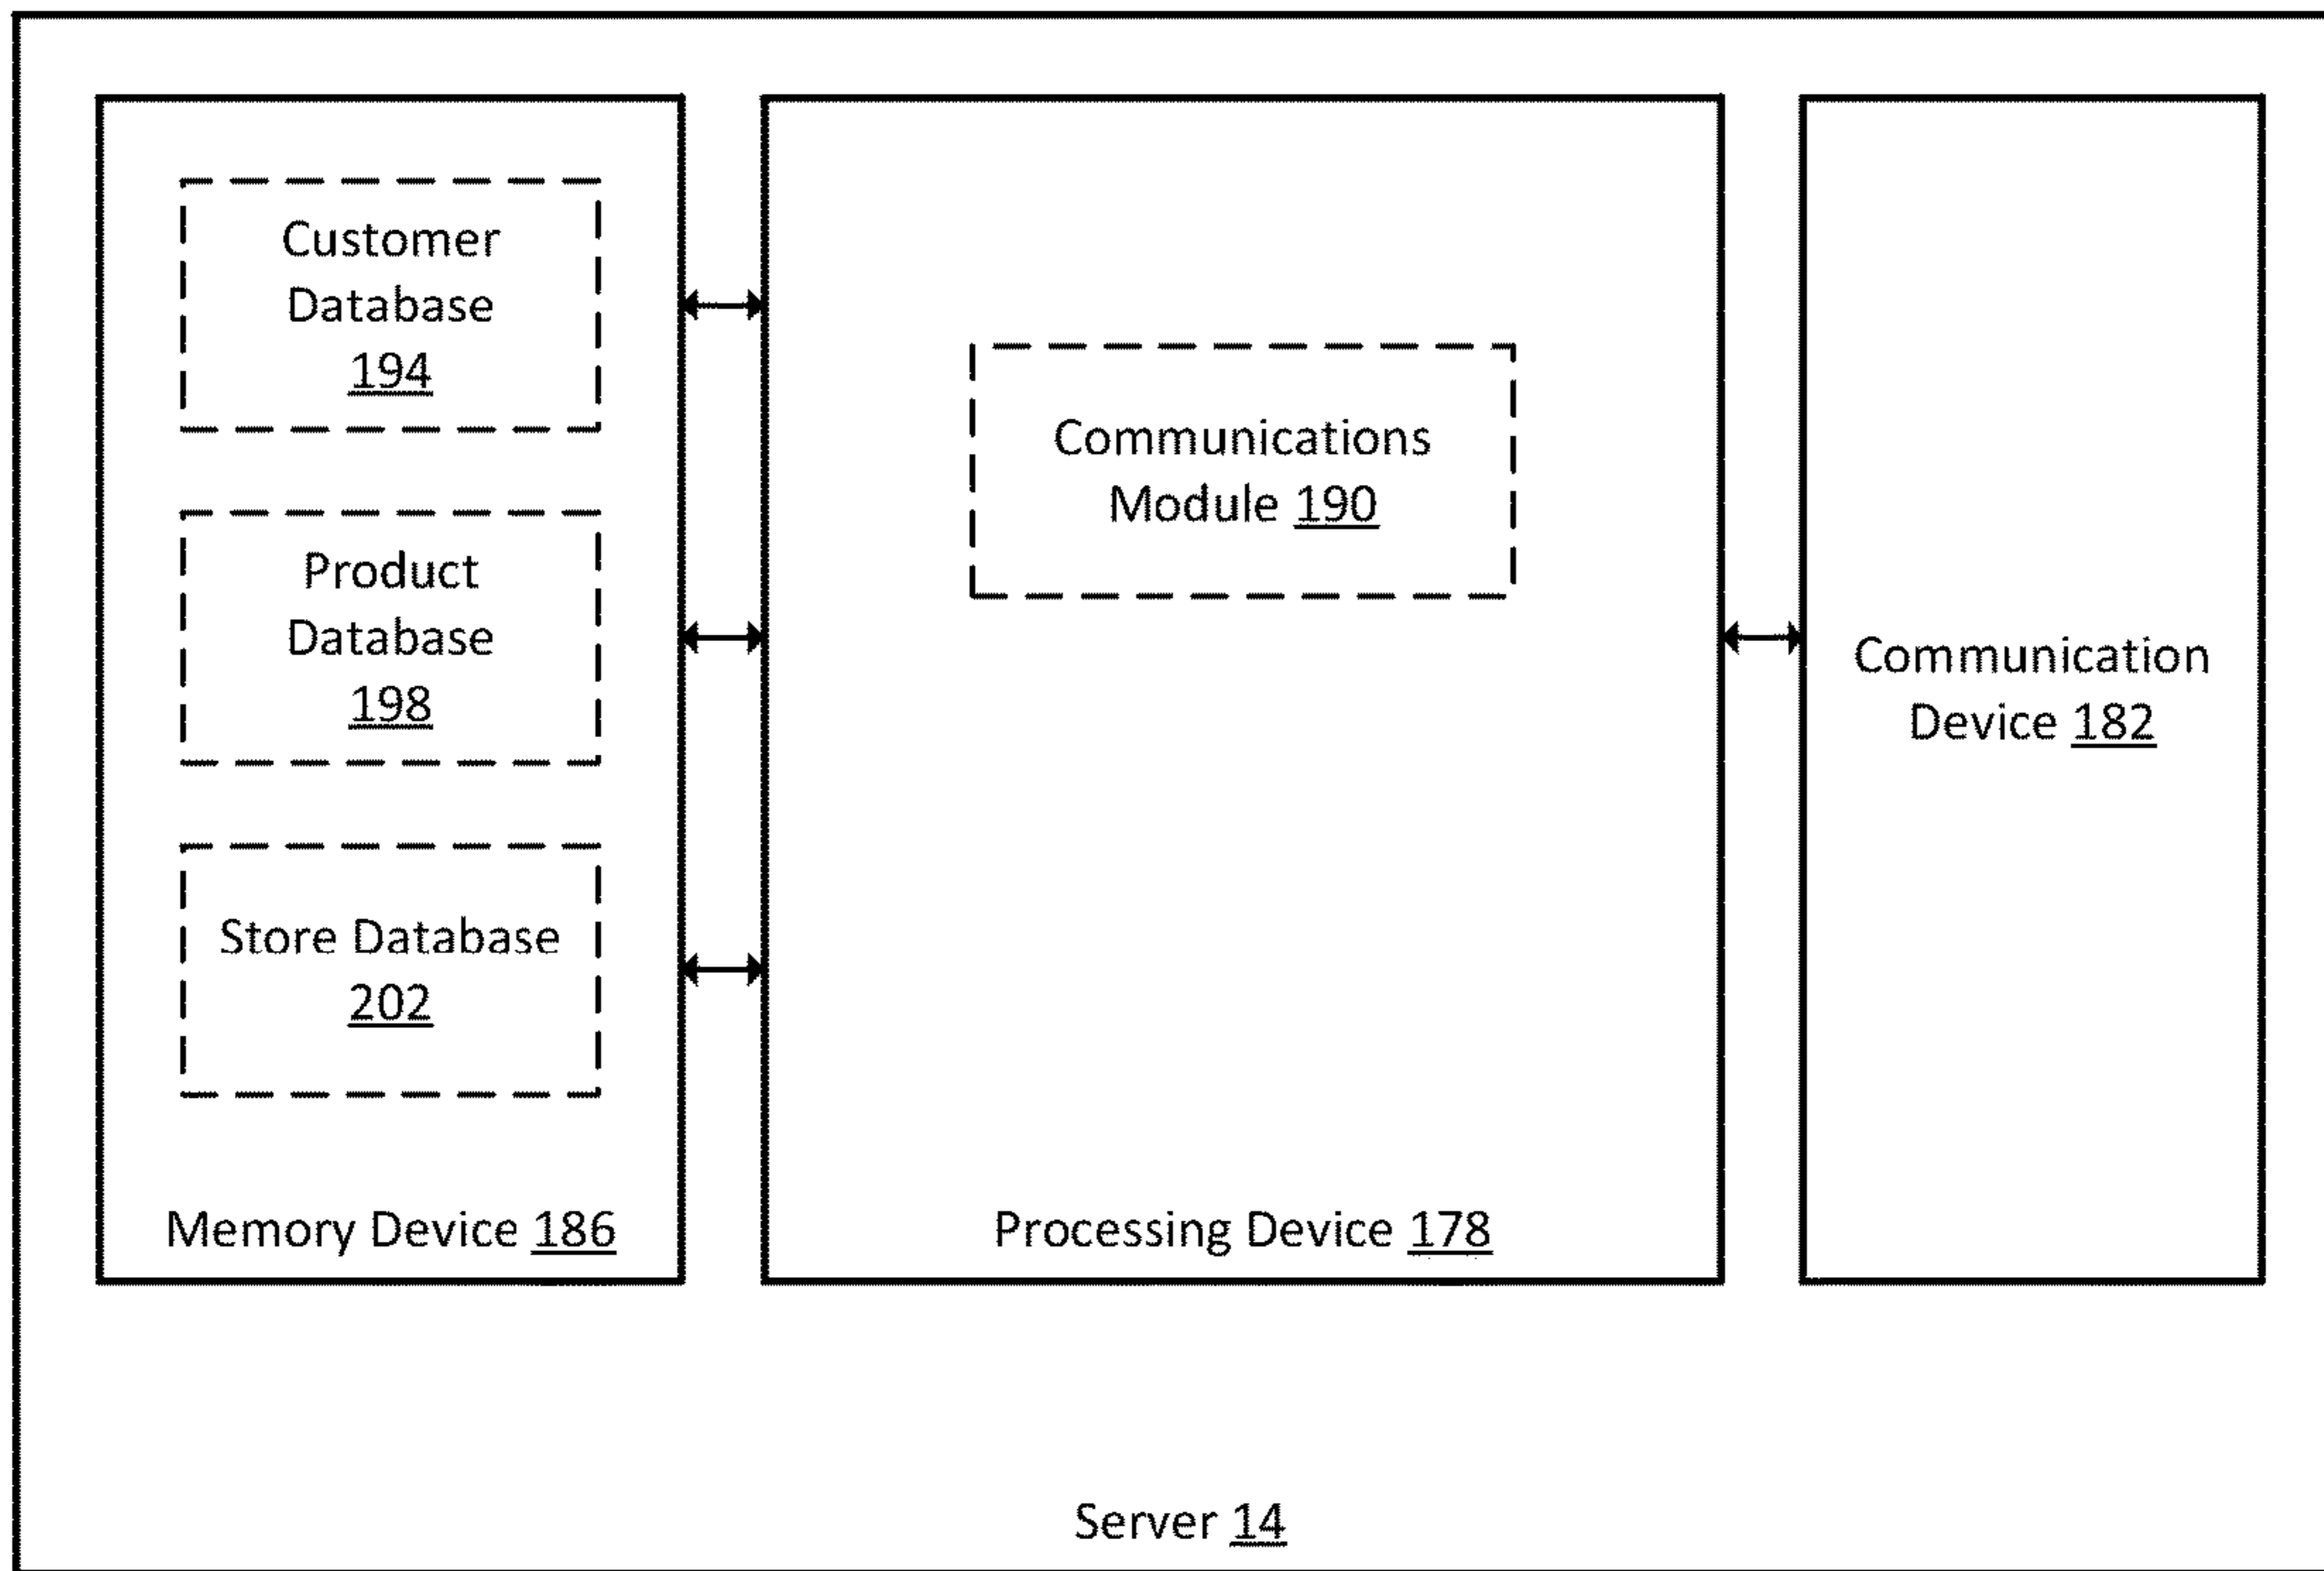 Customer
Database
194
Product
Database
198
Store Database
202
Memory Device 186
Communications
Module 190
Processing Device 178
Communication
Device 182
Server 14